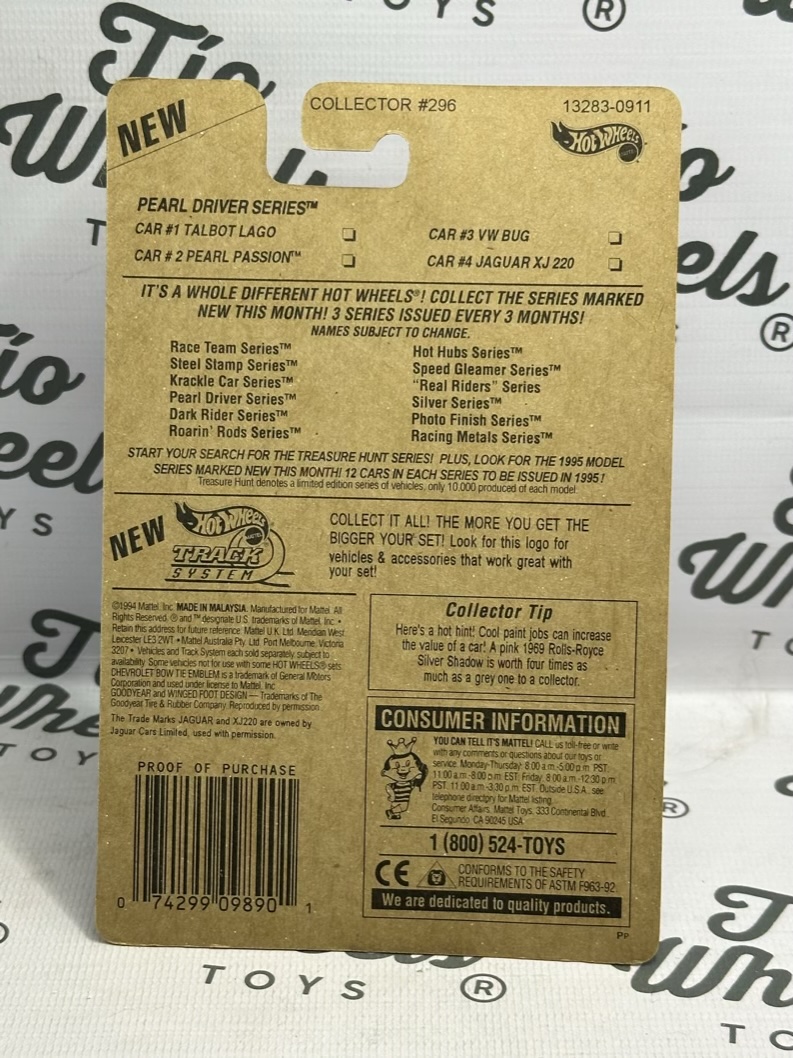 COLLECTOR #296
13283-0911
NEW
Hot Wheels
PEARL DRIVER SERIES™
CAR #1 TALBOT LAGO ❏
CAR #3 VW BUG ❏
CAR # 2 PEARL PASSION™ ❏
CAR #4 JAGUAR XJ 220 ❏
IT'S A WHOLE DIFFERENT HOT WHEELS®! COLLECT THE SERIES MARKED
NEW THIS MONTH! 3 SERIES ISSUED EVERY 3 MONTHS!
NAMES SUBJECT TO CHANGE.
Race Team Series™
Steel Stamp Series™
Krackle Car Series™
Pearl Driver Series™
Dark Rider Series™
Roarin' Rods Series™
Hot Hubs Series™
Speed Gleamer Series™
"Real Riders" Series
Silver Series™
Photo Finish Series™
Racing Metals Series™
START YOUR SEARCH FOR THE TREASURE HUNT SERIES! PLUS, LOOK FOR THE 1995 MODEL
SERIES MARKED NEW THIS MONTH! 12 CARS IN EACH SERIES TO BE ISSUED IN 1995!
Treasure Hunt denotes a limited edition series of vehicles, only 10,000 produced of each model
NEW
Hot Wheels
TRACK
SYSTEM
COLLECT IT ALL! THE MORE YOU GET THE
BIGGER YOUR SET! Look for this logo for
vehicles & accessories that work great with
your set!
©1994 Mattel, Inc. MADE IN MALAYSIA. Manufactured for Mattel. All
Rights Reserved. ® and ™ designate U.S. trademarks of Mattel, Inc. •
Retain this address for future reference: Mattel U.K. Ltd. Meridian West
Leicester LE3 2WT. • Mattel Australia Pty. Ltd. Port Melbourne, Victoria
3207 • Vehicles and Track System each sold separately, subject to
availability. Some vehicles not for use with some HOT WHEELS® sets.
CHEVROLET BOW TIE EMBLEM is a trademark of General Motors
Corporation and used under license to Mattel, Inc.
GOODYEAR and WINGED FOOT DESIGN — Trademarks of The
Goodyear Tire & Rubber Company. Reproduced by permission.
The Trade Marks JAGUAR and XJ220 are owned by
Jaguar Cars Limited, used with permission.
Collector Tip
Here's a hot hint! Cool paint jobs can increase
the value of a car! A pink 1969 Rolls-Royce
Silver Shadow is worth four times as
much as a grey one to a collector.
CONSUMER INFORMATION
YOU CAN TELL IT'S MATTEL! CALL us toll-free or write
with any comments or questions about our toys or
service. Monday-Thursday: 8:00 a.m.-5:00 p.m. PST.
11:00 a.m.-8:00 p.m. EST. Friday: 8:00 a.m.-12:30 p.m.
PST. 11:00 a.m.-3:30 p.m. EST. Outside U.S.A., see
telephone directory for Mattel listing.
Consumer Affairs, Mattel Toys, 333 Continental Blvd.
El Segundo, CA 90245 USA
1 (800) 524-TOYS
CE
CONFORMS TO THE SAFETY
REQUIREMENTS OF ASTM F963-92.
We are dedicated to quality products.
PROOF OF PURCHASE
0 74299 09890 1
PP
Tío
Wheels
TOYS ®